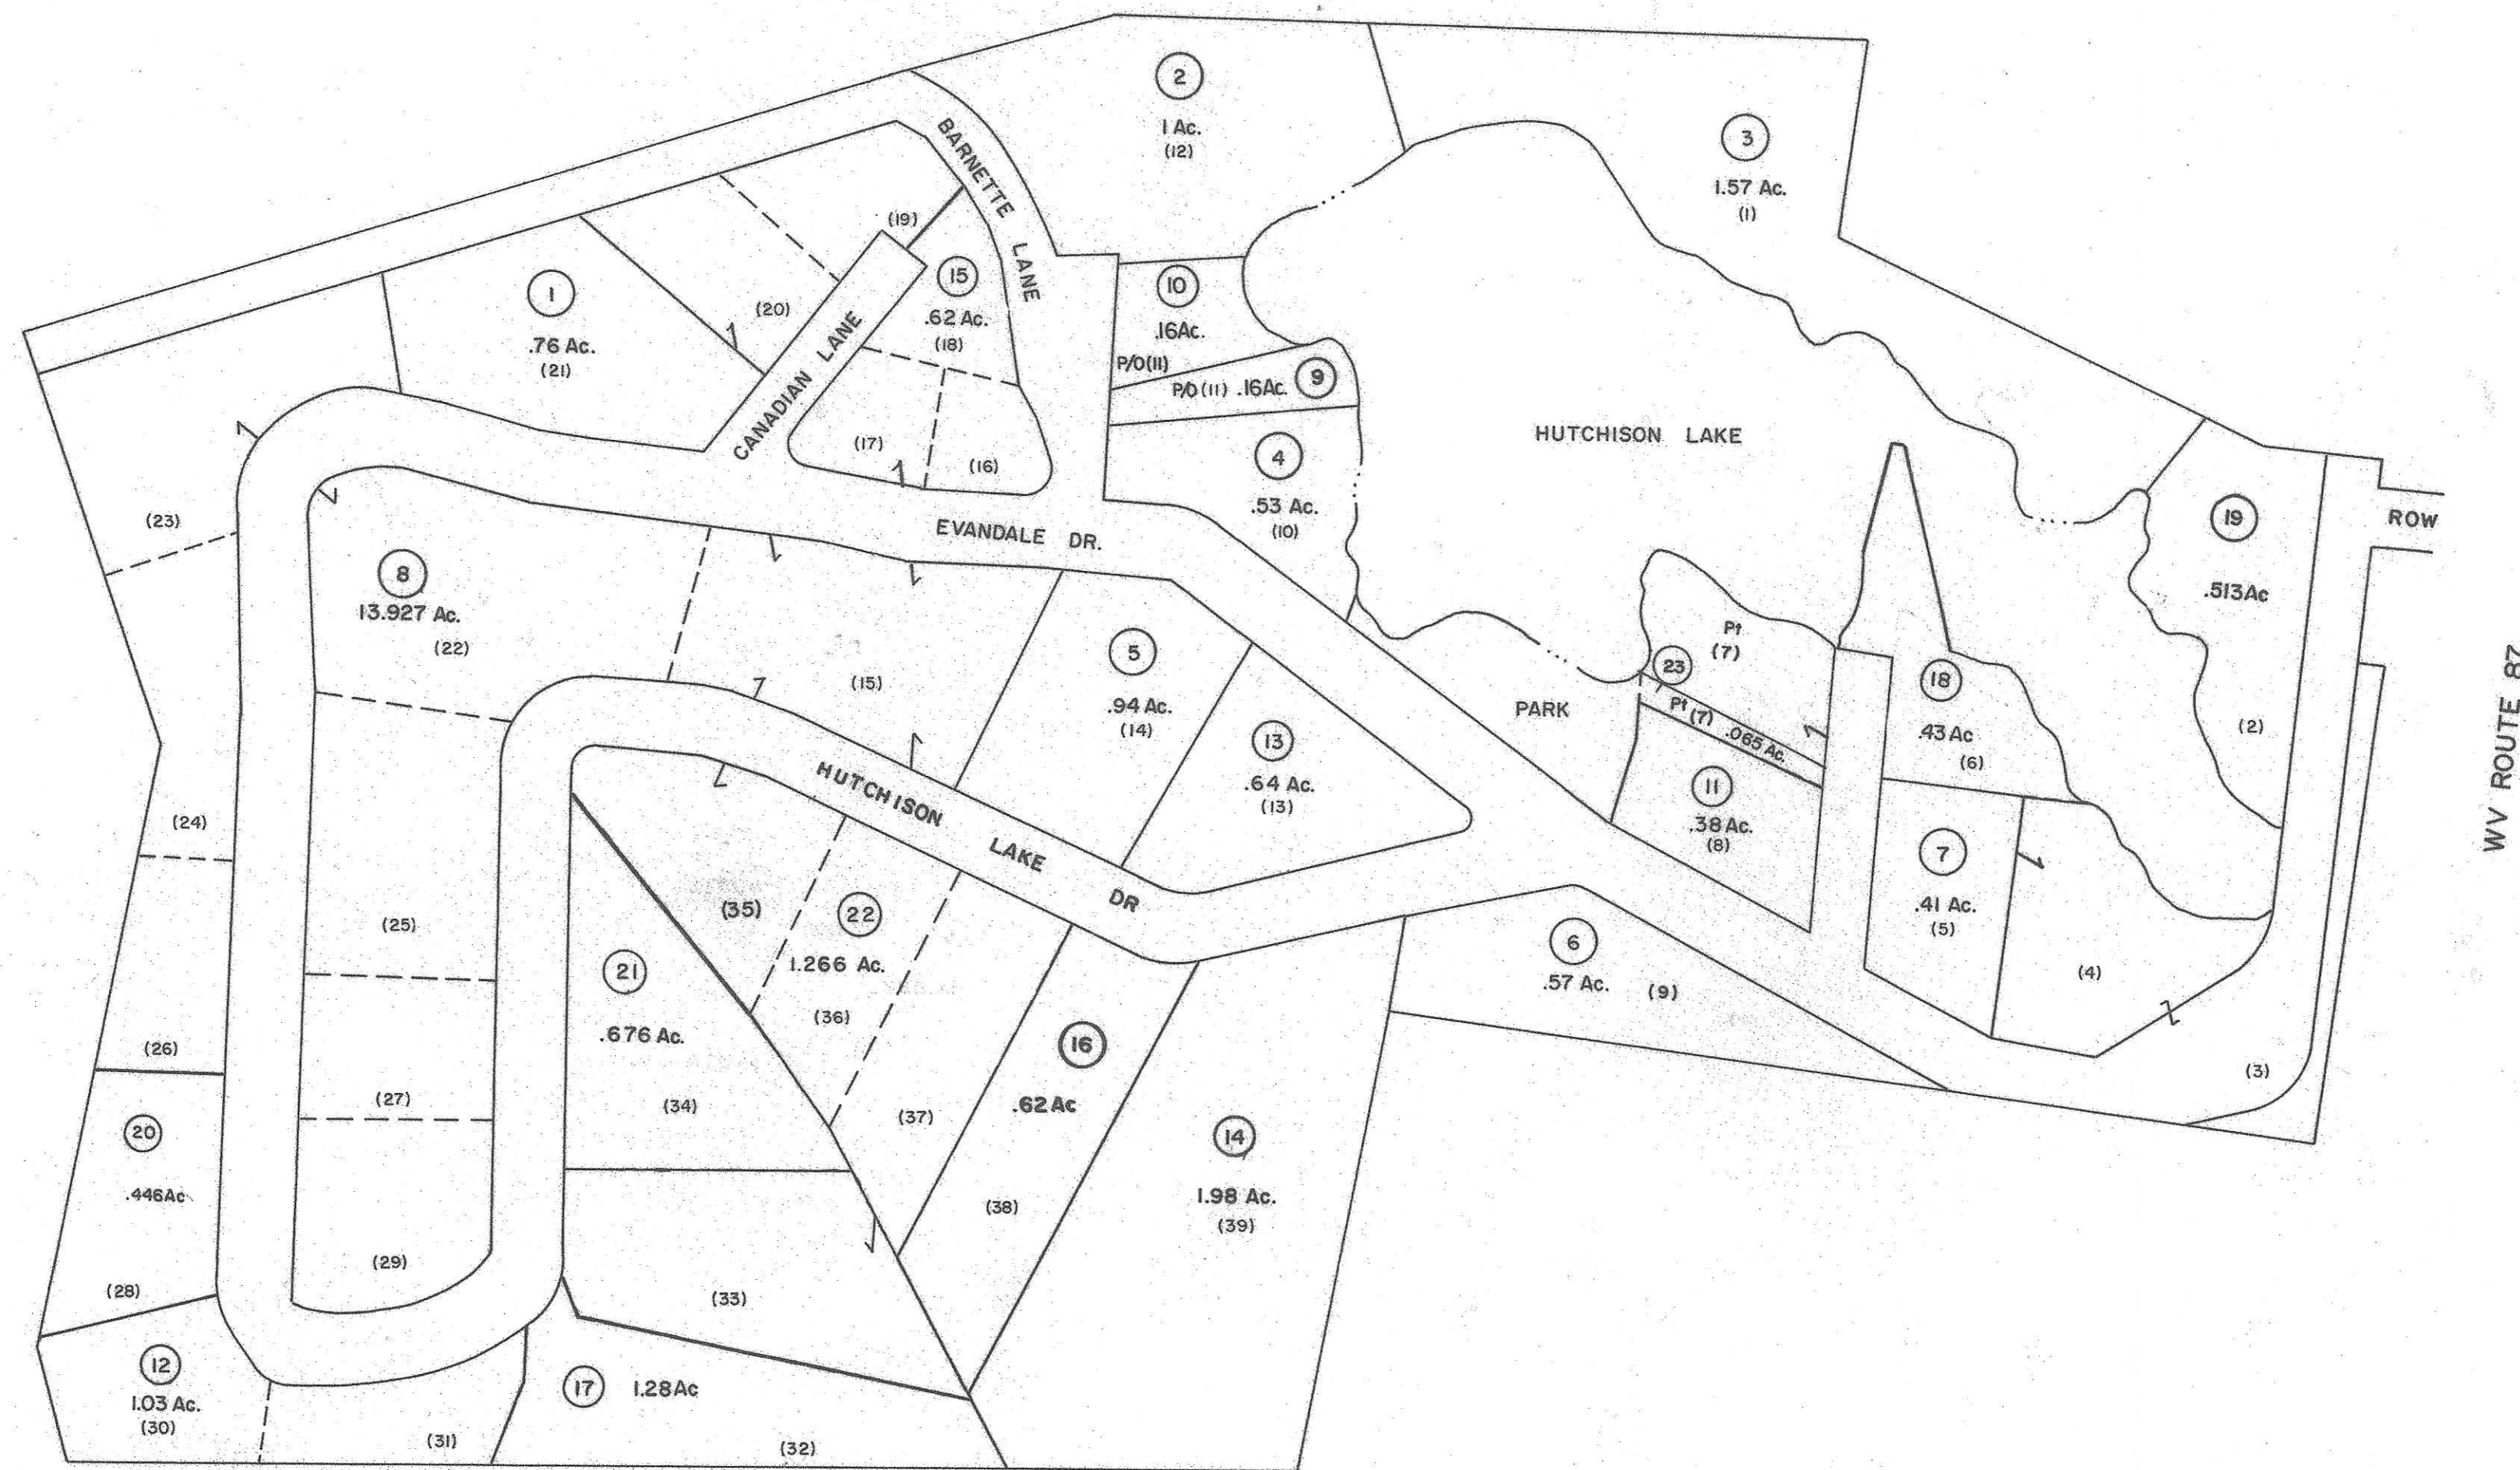 2
1 Ac.
(12)
3
1.57 Ac.
(1)
BARNETTE LANE
(19)
15
.62 Ac.
(18)
1
.76 Ac.
(21)
(20)
CANADIAN LANE
10
.16Ac.
P/O(11)
P/O(11) .16Ac.
9
(17)
(16)
4
.53 Ac.
(10)
HUTCHISON LAKE
19
.513Ac
ROW
(23)
EVANDALE DR.
8
13.927 Ac.
(22)
(15)
5
.94 Ac.
(14)
13
.64 Ac.
(13)
PARK
Pt
(7)
23
Pt (7) .065 Ac.
18
.43 Ac
(6)
(2)
WV ROUTE 87
11
.38 Ac.
(8)
7
.41 Ac.
(5)
(4)
(3)
HUTCHISON LAKE DR
(24)
(25)
(35)
22
1.266 Ac.
(36)
21
.676 Ac.
(34)
6
.57 Ac. (9)
16
.62Ac
(37)
(38)
14
1.98 Ac.
(39)
(26)
(27)
20
.446Ac
(28)
(29)
(33)
12
1.03 Ac.
(30)
(31)
17
1.28Ac
(32)